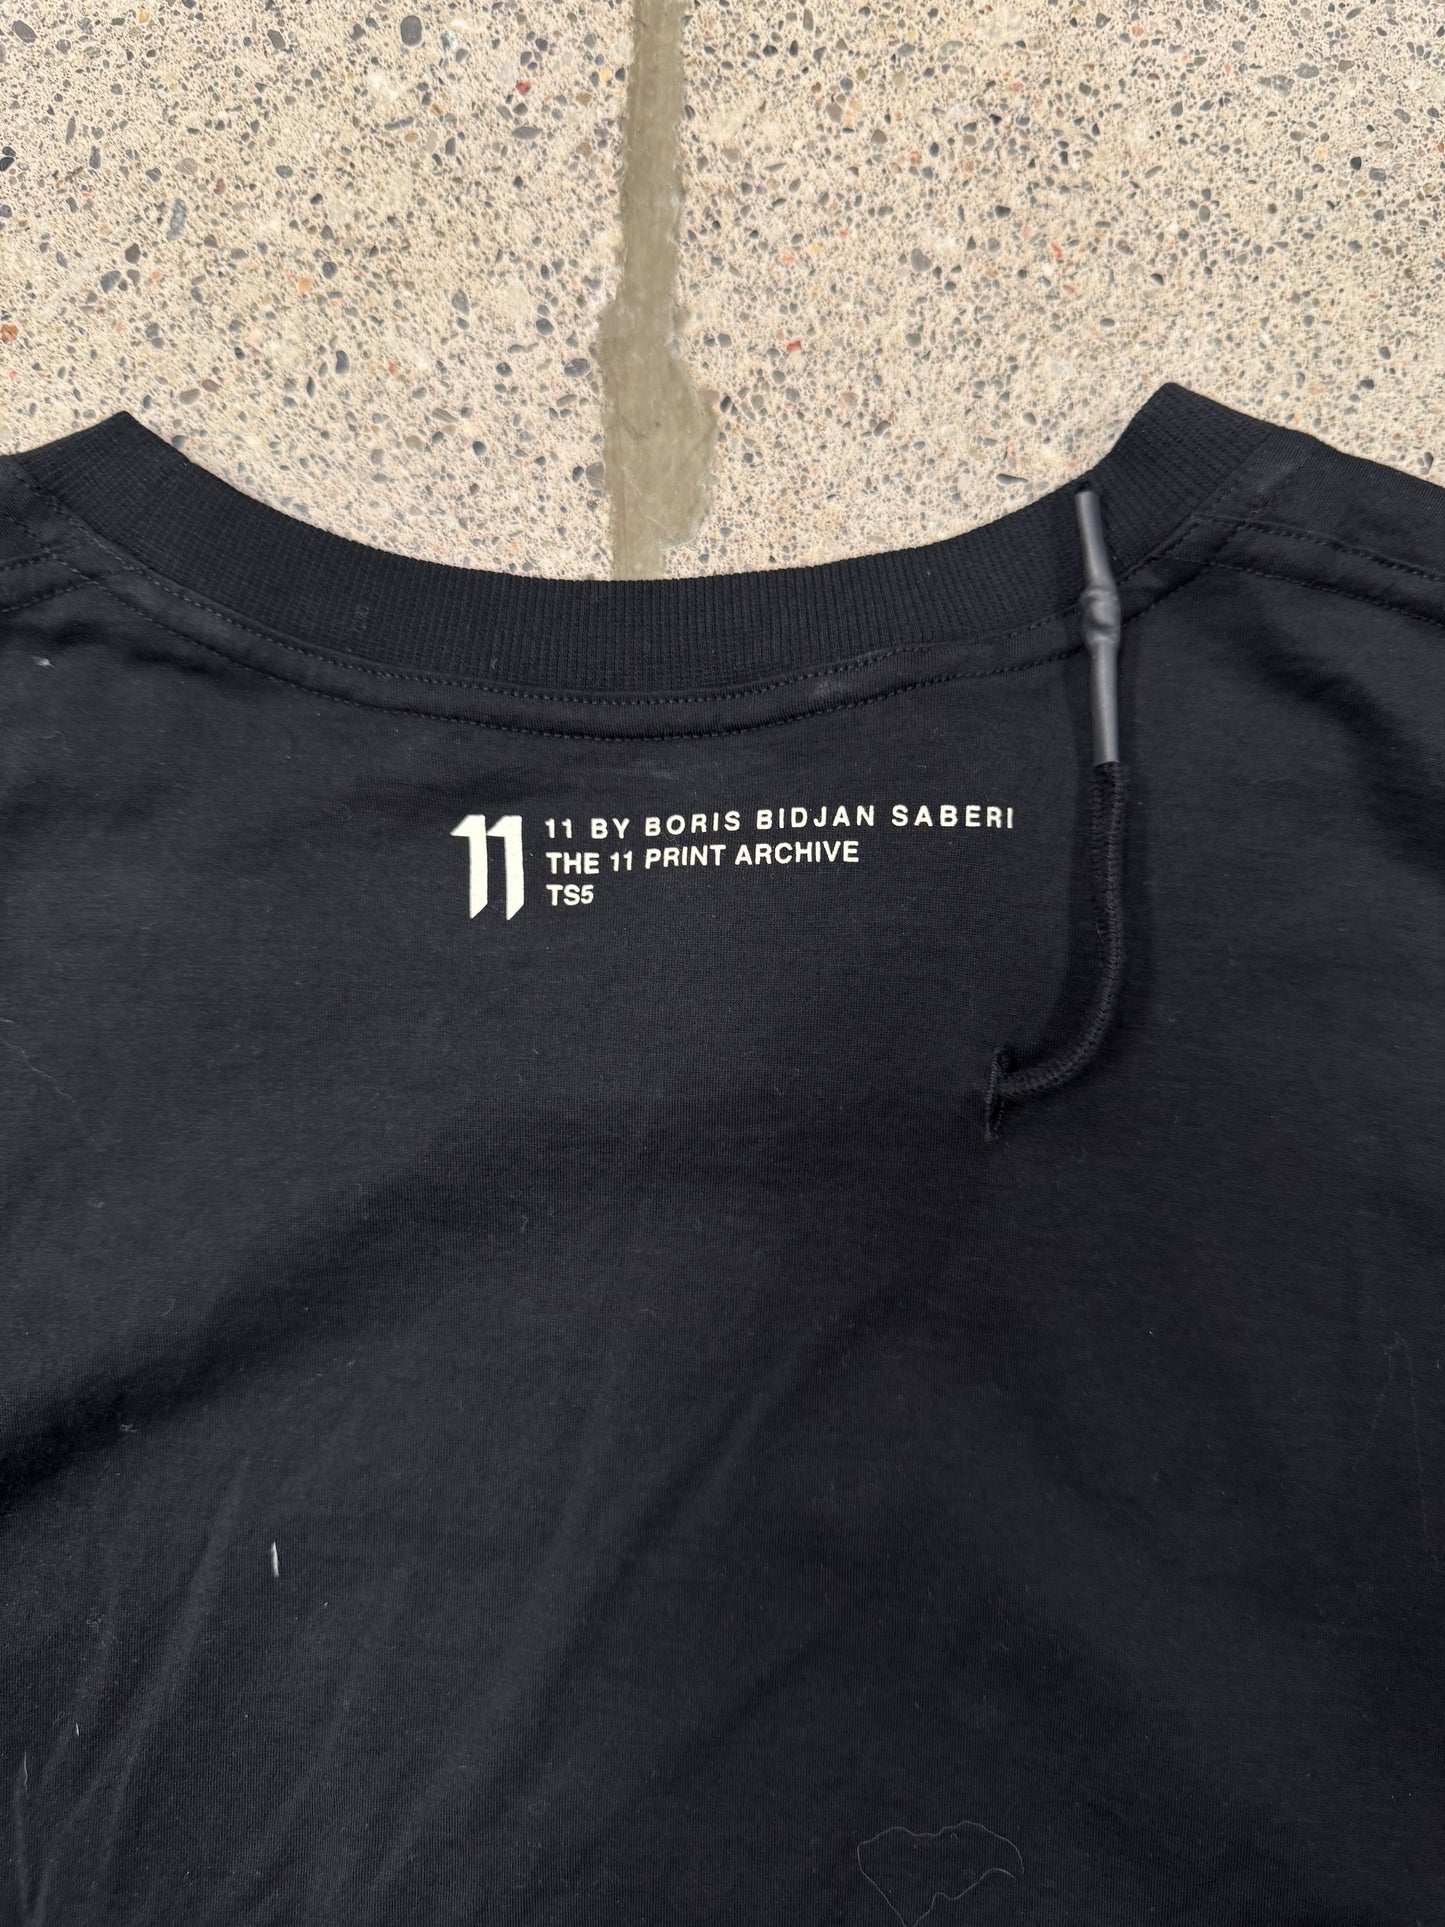 11 11 BY BORIS BIDJAN SABERI
THE 11 PRINT ARCHIVE
TS5